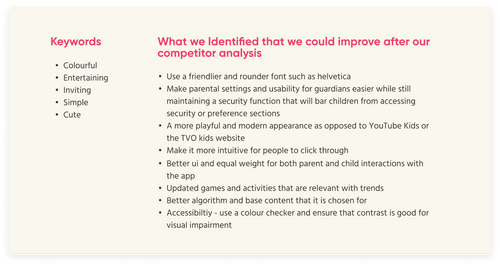 Keywords
• Colourful
• Entertaining
• Inviting
• Simple
• Cute
What we Identified that we could improve after our
competitor analysis
• Use a friendlier and rounder font such as helvetica
• Make parental settings and usability for guardians easier while still
maintaining a security function that will bar children from accessing
security or preference sections
• A more playful and modern appearance as opposed to YouTube Kids or
the TVO kids website
• Make it more intuitive for people to click through
• Better ui and equal weight for both parent and child interactions with
the app
• Updated games and activities that are relevant with trends
• Better algorithm and base content that it is chosen for
• Accessibiltiy - use a colour checker and ensure that contrast is good for
visual impairment